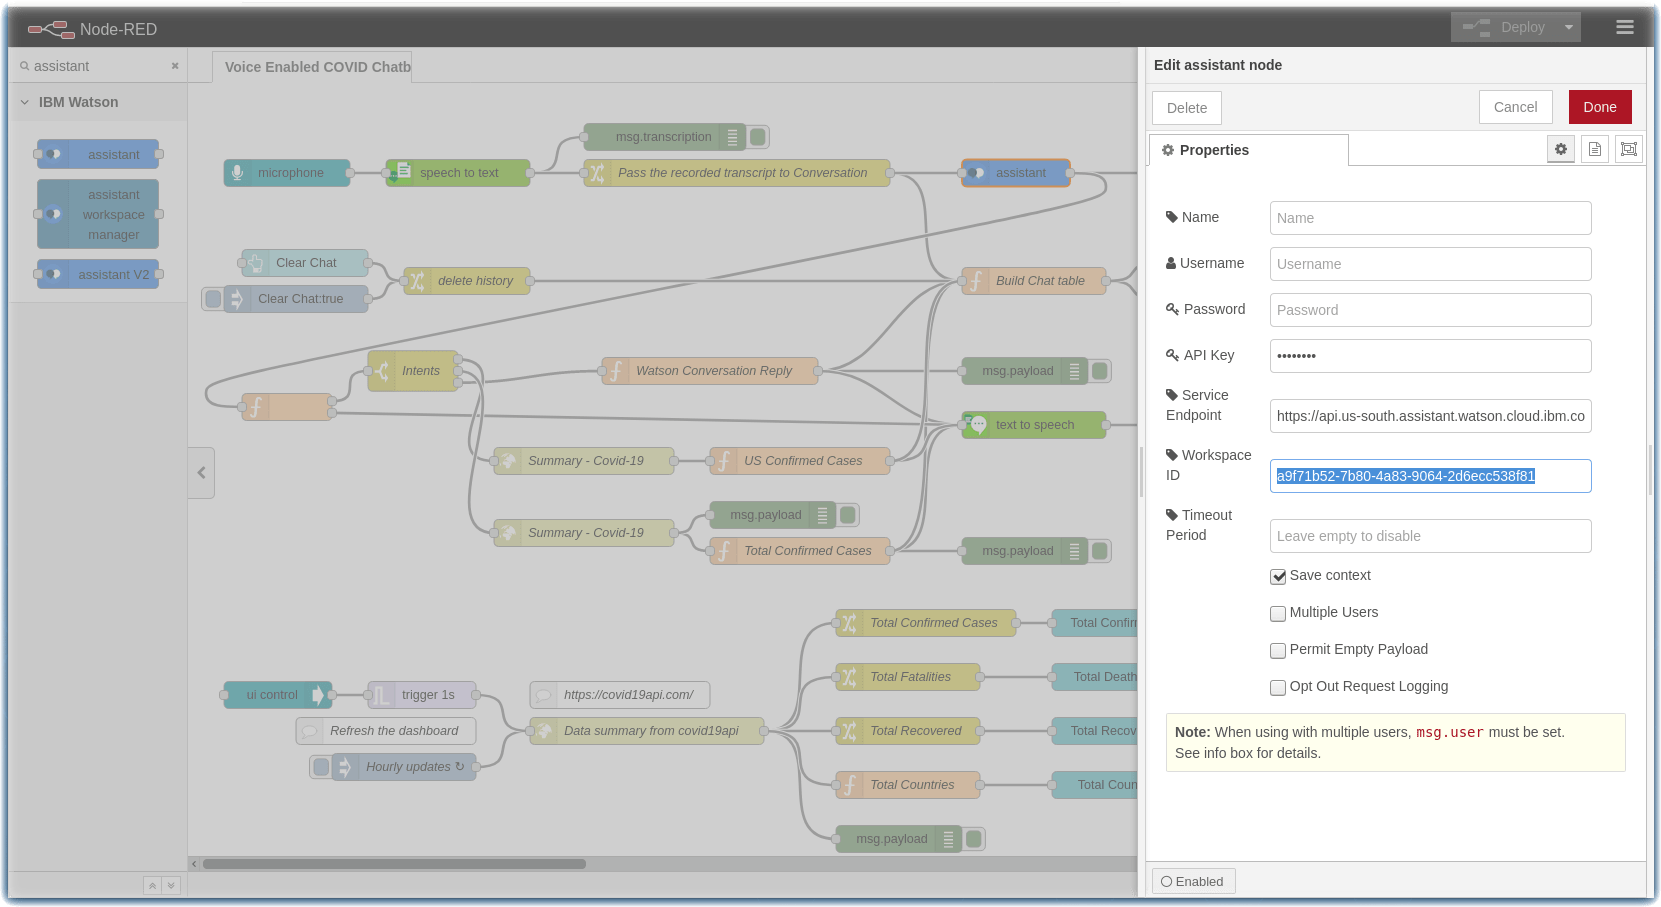 Node-RED
Deploy
assistant
Voice Enabled COVID Chatb
IBM Watson
assistant
assistant
workspace
manager
assistant V2
msg.transcription
microphone
speech to text
Pass the recorded transcript to Conversation
assistant
Clear Chat
Clear Chat:true
delete history
Build Chat table
Intents
Watson Conversation Reply
msg.payload
text to speech
Summary - Covid-19
US Confirmed Cases
msg.payload
Summary - Covid-19
Total Confirmed Cases
msg.payload
Total Confirmed Cases
Total Confirr
Total Fatalities
Total Death
ui control
trigger 1s
https://covid19api.com/
Refresh the dashboard
Data summary from covid19api
Total Recovered
Total Recov
Hourly updates ↻
Total Countries
Total Coun
msg.payload
Edit assistant node
Delete
Cancel
Done
Properties
Name
Name
Username
Username
Password
Password
API Key
••••••••
Service
Endpoint
https://api.us-south.assistant.watson.cloud.ibm.co
Workspace
ID
a9f71b52-7b80-4a83-9064-2d6ecc538f81
Timeout
Period
Leave empty to disable
Save context
Multiple Users
Permit Empty Payload
Opt Out Request Logging
Note: When using with multiple users, msg.user must be set.
See info box for details.
Enabled